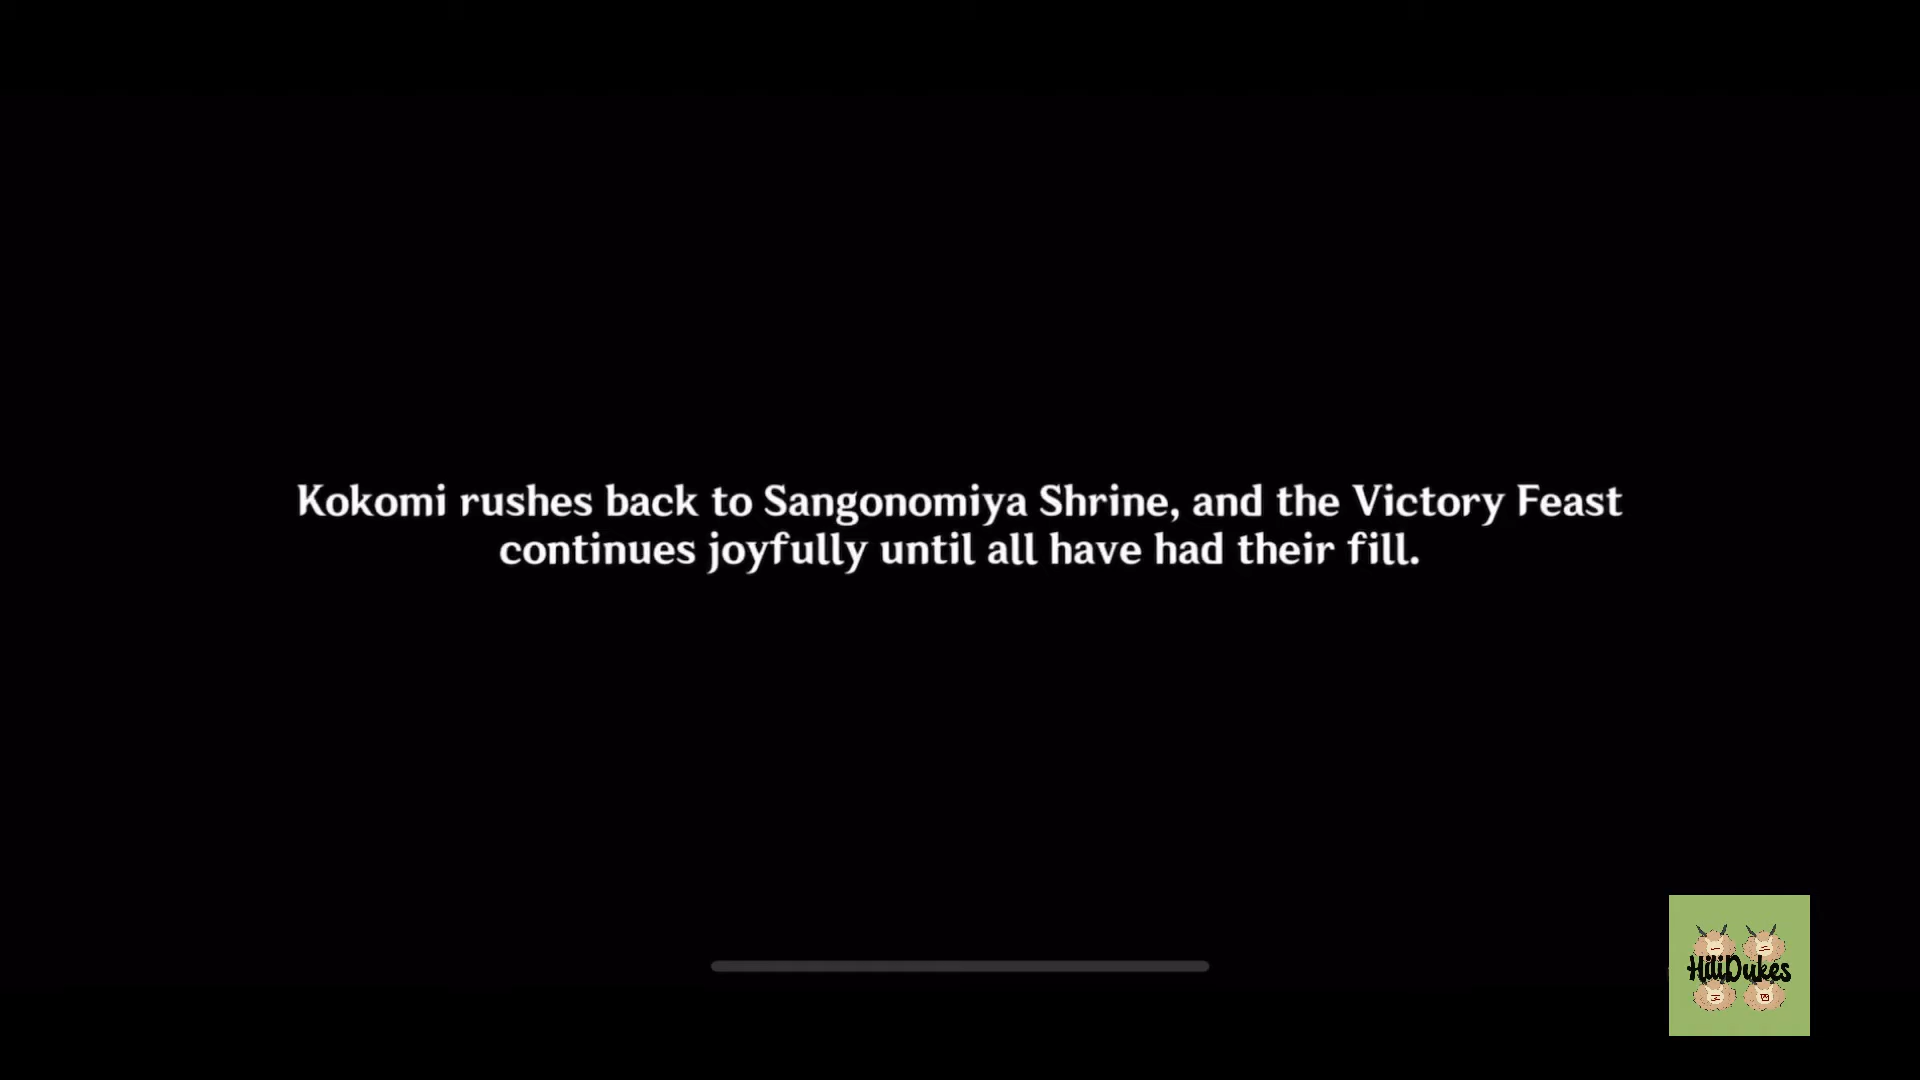 Kokomi rushes back to Sangonomiya Shrine, and the Victory Feast
continues joyfully until all have had their fill.
HiliDukes